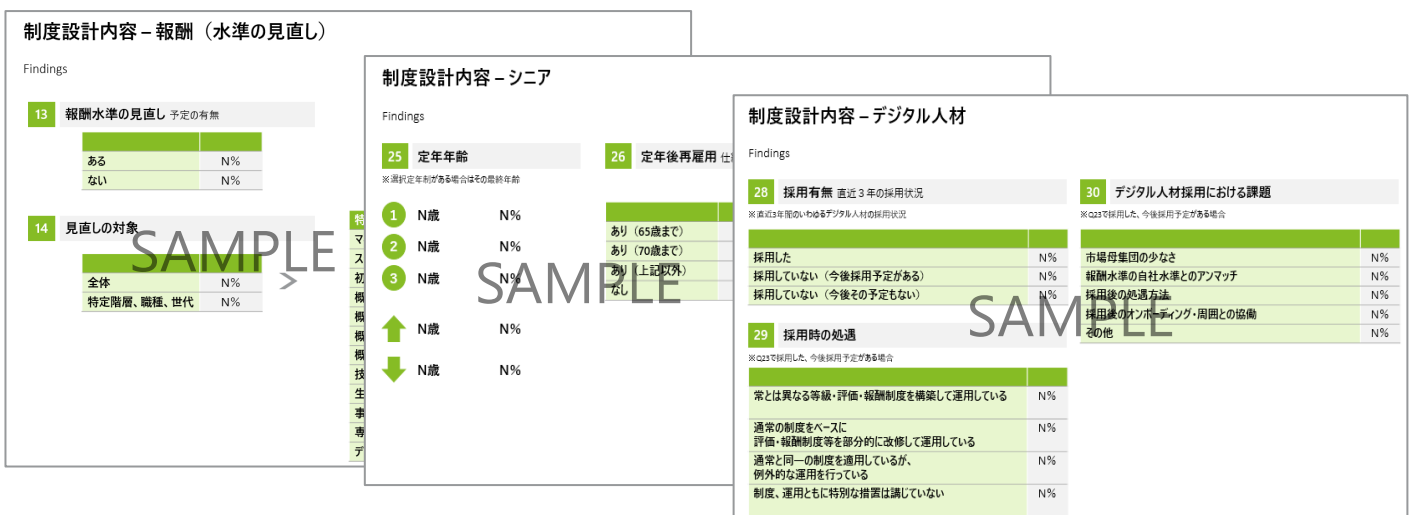 制度設計内容 – 報酬（水準の見直し）
Findings
13 報酬水準の見直し 予定の有無
ある N%
ない N%
14 見直しの対象
全体 N%
特定階層、職種、世代 N%
SAMPLE
特
マ
ス
初
概
概
概
概
技
生
事
専
デ
制度設計内容 – シニア
Findings
25 定年年齢
※選択定年制がある場合はその最終年齢
1 N歳 N%
2 N歳 N%
3 N歳 N%
N歳 N%
N歳 N%
26 定年後再雇用
あり（65歳まで）
あり（70歳まで）
あり（上記以外）
なし
SAMPLE
制度設計内容 – デジタル人材
Findings
28 採用有無 直近３年の採用状況
※直近3年間のいわゆるデジタル人材の採用状況
採用した N%
採用していない（今後採用予定がある） N%
採用していない（今後その予定もない） N%
29 採用時の処遇
※Q23で採用した、今後採用予定がある場合
常とは異なる等級・評価・報酬制度を構築して運用している N%
通常の制度をベースに N%
評価・報酬制度等を部分的に改修して運用している
通常と同一の制度を適用しているが、 N%
例外的な運用を行っている
制度、運用ともに特別な措置は講じていない N%
30 デジタル人材採用における課題
※Q23で採用した、今後採用予定がある場合
市場母集団の少なさ N%
報酬水準の自社水準とのアンマッチ N%
採用後の処遇方法 N%
採用後のオンボーディング・周囲との協働 N%
その他 N%
SAMPLE